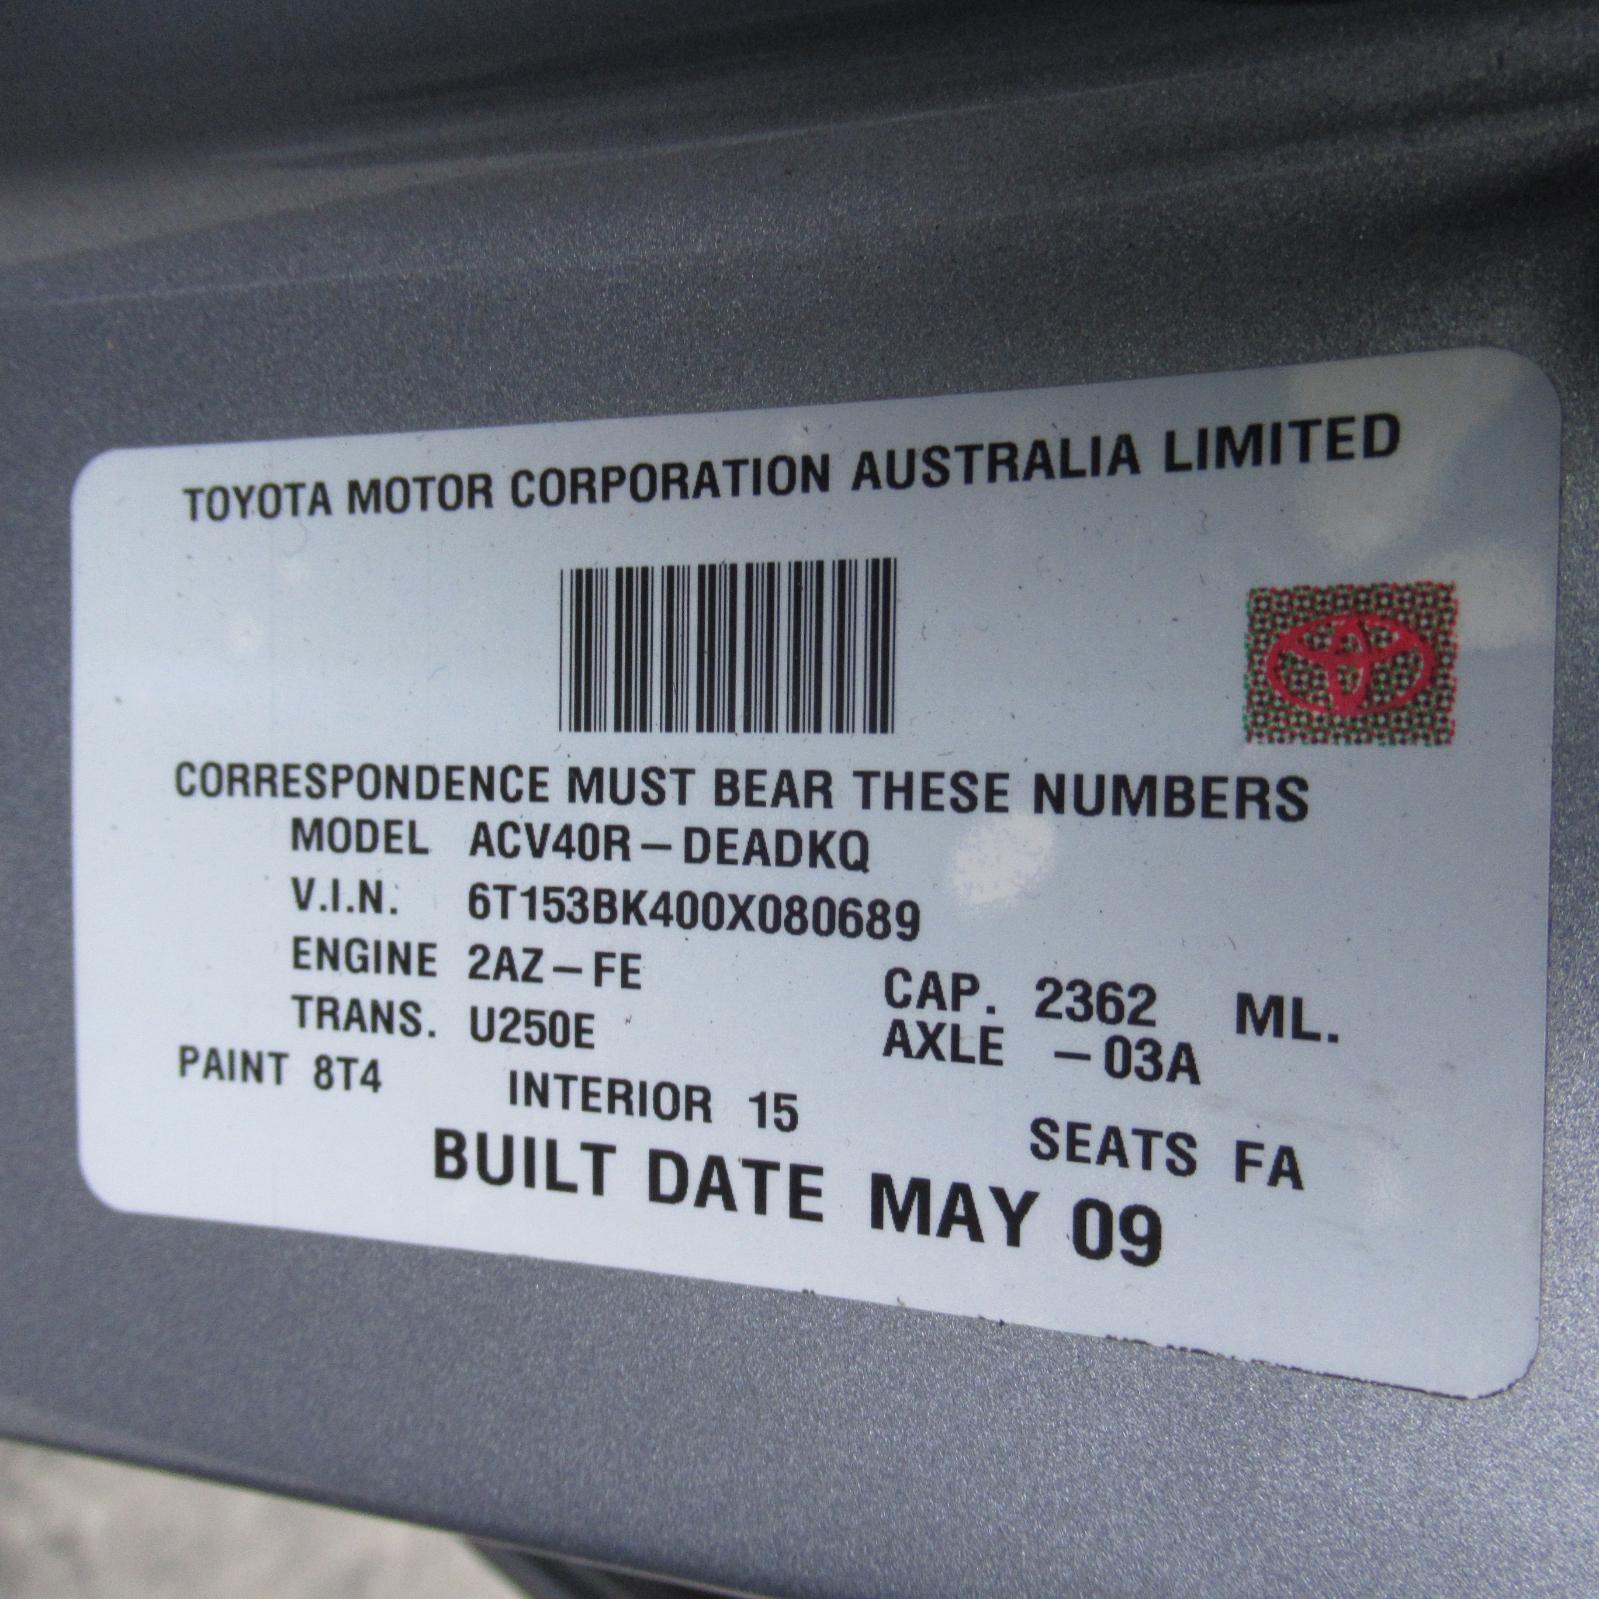 TOYOTA MOTOR CORPORATION AUSTRALIA LIMITED
CORRESPONDENCE MUST BEAR THESE NUMBERS
MODEL ACV40R-DEADKQ
V.I.N. 6T153BK400X080689
ENGINE 2AZ-FE CAP. 2362 ML.
TRANS. U250E AXLE -03A
PAINT 8T4 INTERIOR 15 SEATS FA
BUILT DATE MAY 09